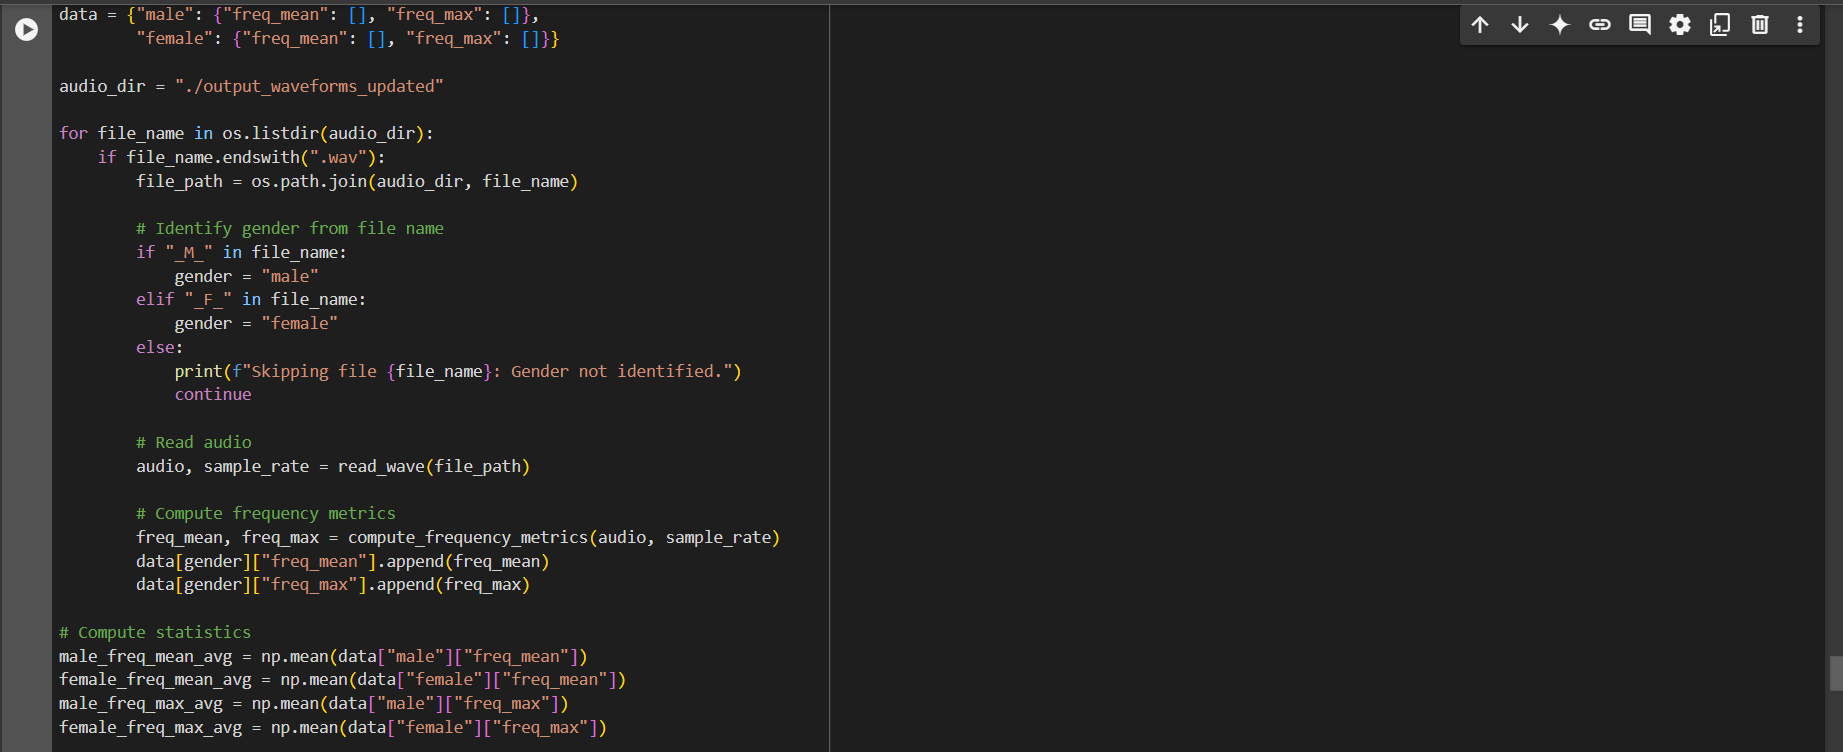 data = {"male": {"freq_mean": [], "freq_max": []},
        "female": {"freq_mean": [], "freq_max": []}}

audio_dir = "./output_waveforms_updated"

for file_name in os.listdir(audio_dir):
    if file_name.endswith(".wav"):
        file_path = os.path.join(audio_dir, file_name)

        # Identify gender from file name
        if "_M_" in file_name:
            gender = "male"
        elif "_F_" in file_name:
            gender = "female"
        else:
            print(f"Skipping file {file_name}: Gender not identified.")
            continue

        # Read audio
        audio, sample_rate = read_wave(file_path)

        # Compute frequency metrics
        freq_mean, freq_max = compute_frequency_metrics(audio, sample_rate)
        data[gender]["freq_mean"].append(freq_mean)
        data[gender]["freq_max"].append(freq_max)

# Compute statistics
male_freq_mean_avg = np.mean(data["male"]["freq_mean"])
female_freq_mean_avg = np.mean(data["female"]["freq_mean"])
male_freq_max_avg = np.mean(data["male"]["freq_max"])
female_freq_max_avg = np.mean(data["female"]["freq_max"])